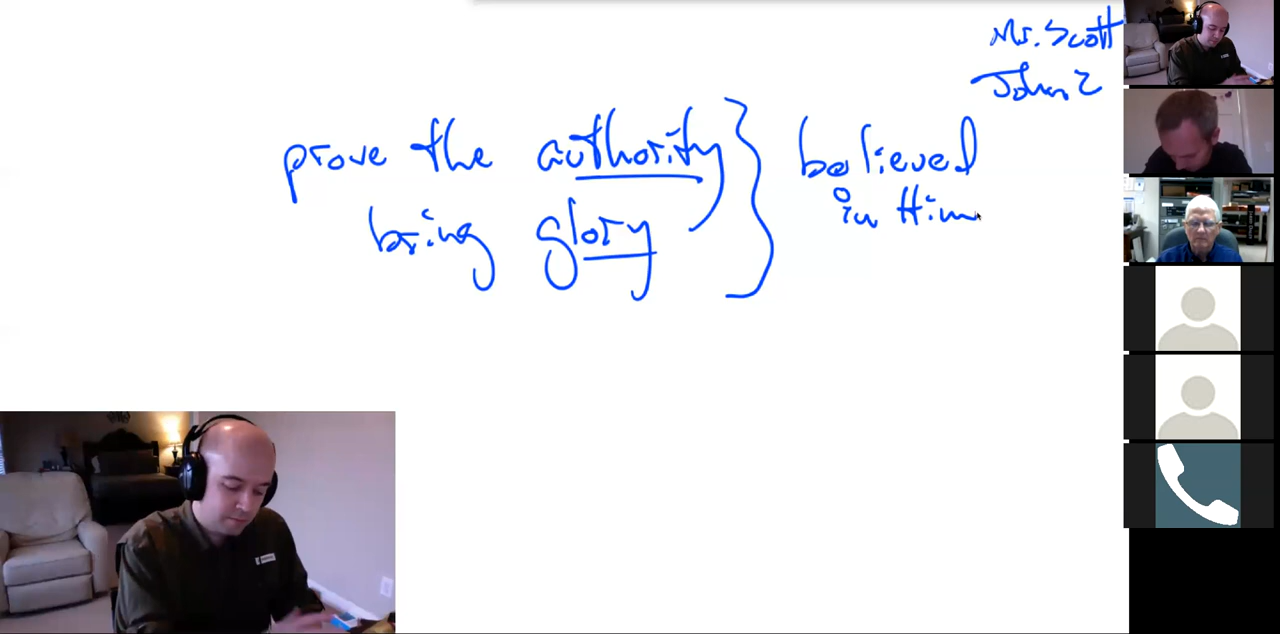 Mr. Scott
John 2
prove the authority
bring glory
believed
in Him